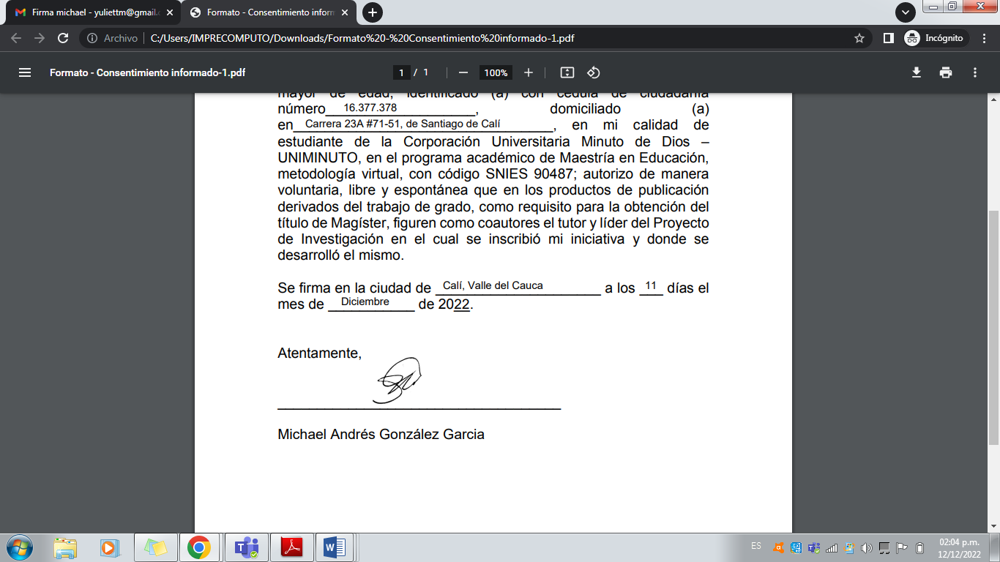 Firma michael - yuliettm@gmail.c
Formato - Consentimiento inform
Archivo C:/Users/IMPRECOMPUTO/Downloads/Formato%20-%20Consentimiento%20informado-1.pdf Incógnito
Formato - Consentimiento informado-1.pdf 1 / 1 100%
mayor de edad, identificado (a) con cédula de ciudadanía
número 16.377.378, domiciliado (a)
en Carrera 23A #71-51, de Santiago de Calí, en mi calidad de
estudiante de la Corporación Universitaria Minuto de Dios –
UNIMINUTO, en el programa académico de Maestría en Educación,
metodología virtual, con código SNIES 90487; autorizo de manera
voluntaria, libre y espontánea que en los productos de publicación
derivados del trabajo de grado, como requisito para la obtención del
título de Magíster, figuren como coautores el tutor y líder del Proyecto
de Investigación en el cual se inscribió mi iniciativa y donde se
desarrolló el mismo.
Se firma en la ciudad de Calí, Valle del Cauca a los 11 días el
mes de Diciembre de 2022.
Atentamente,
Michael Andrés González Garcia
ES 02:04 p.m.
12/12/2022